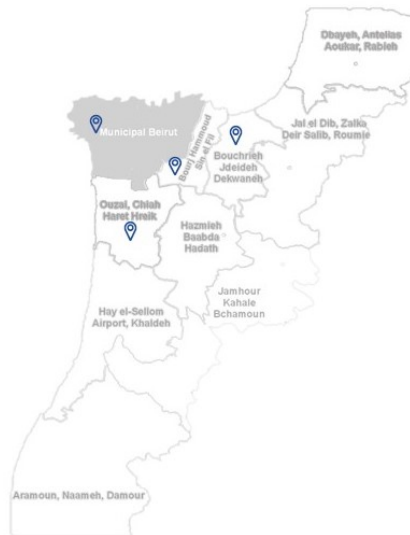 Dbayeh, Antelias
Aoukar, Rabieh
Municipal Beirut
Bourj Hammoud
Sin el Fil
Jal el Dib, Zalka
Deir Salib, Roumie
Bouchrieh
Jdeideh
Dekwaneh
Ouzai, Chiah
Haret Hreik
Hazmieh
Baabda
Hadath
Jamhour
Kahale
Bchamoun
Hay el-Sellom
Airport, Khaldeh
Aramoun, Naameh, Damour